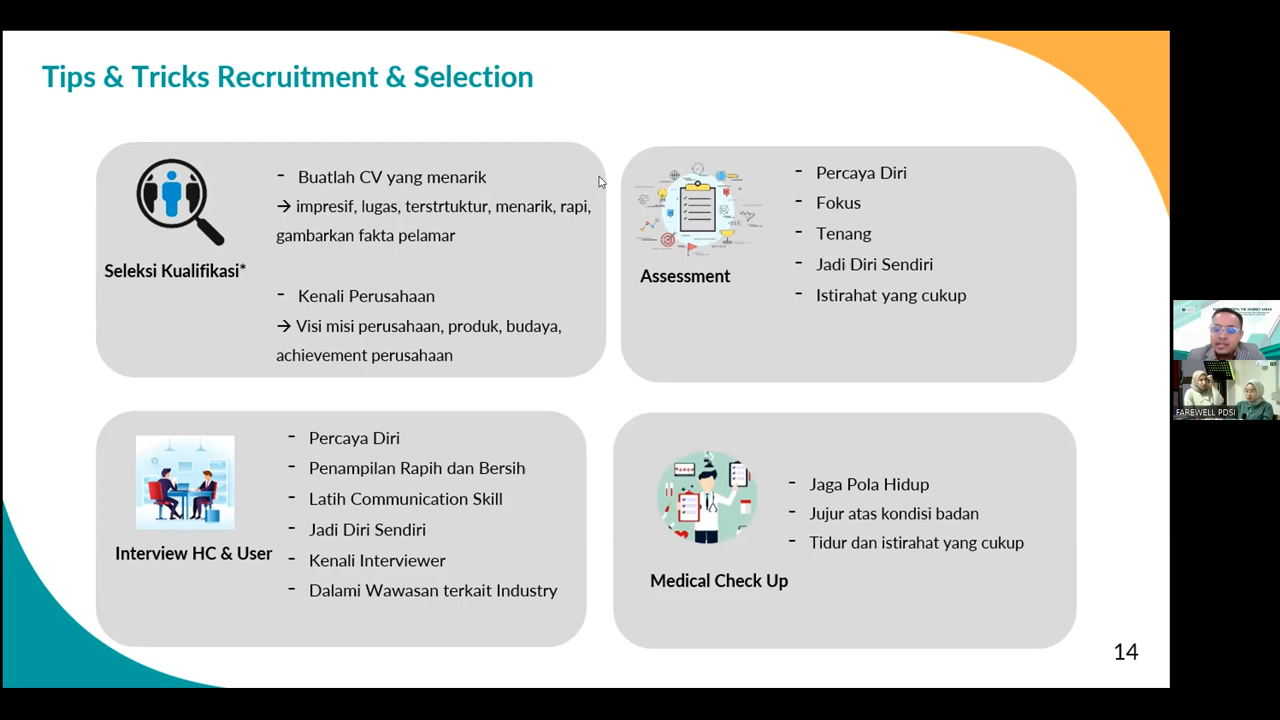 Tips & Tricks Recruitment & Selection
Seleksi Kualifikasi*
- Buatlah CV yang menarik
→ impresif, lugas, terstrtuktur, menarik, rapi,
gambarkan fakta pelamar
- Kenali Perusahaan
→ Visi misi perusahaan, produk, budaya,
achievement perusahaan
Assessment
- Percaya Diri
- Fokus
- Tenang
- Jadi Diri Sendiri
- Istirahat yang cukup
Interview HC & User
- Percaya Diri
- Penampilan Rapih dan Bersih
- Latih Communication Skill
- Jadi Diri Sendiri
- Kenali Interviewer
- Dalami Wawasan terkait Industry
Medical Check Up
- Jaga Pola Hidup
- Jujur atas kondisi badan
- Tidur dan istirahat yang cukup
14
FAREWELL PDSI